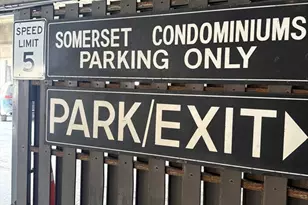 SPEED
LIMIT
5
SOMERSET CONDOMINIUMS
PARKING ONLY
PARK/EXIT